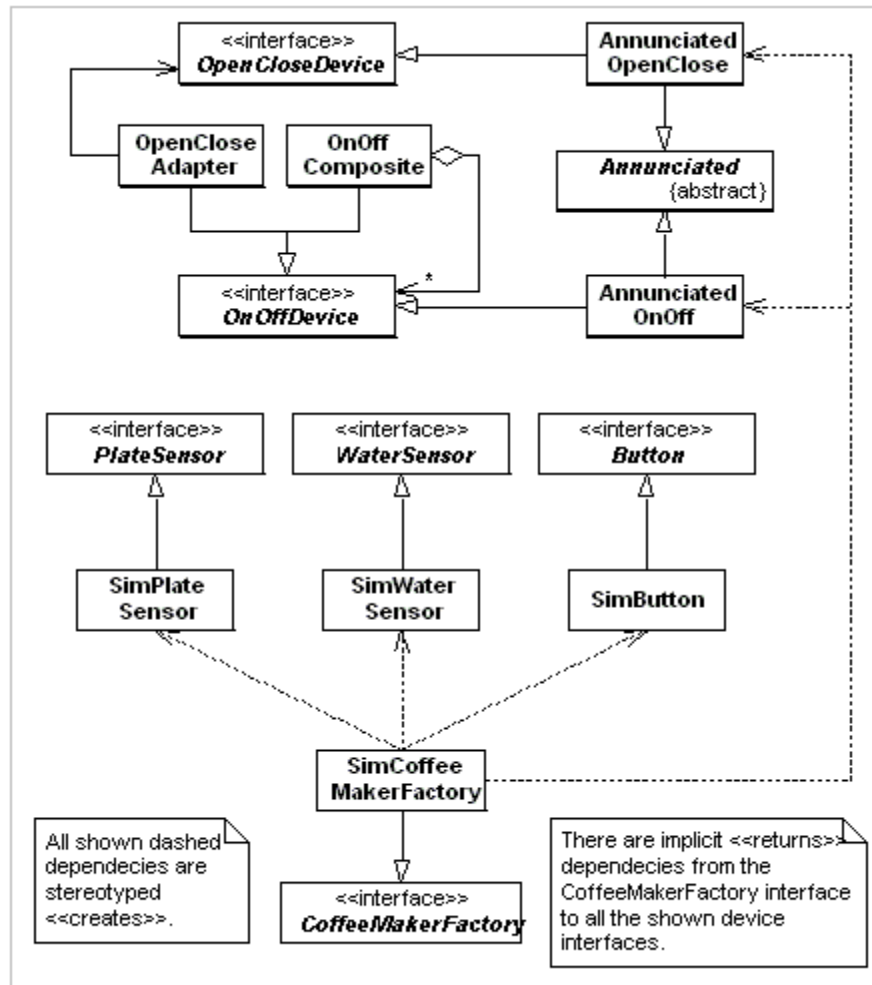 <<interface>>
OpenCloseDevice
Annunciated
OpenClose
OpenClose
Adapter
OnOff
Composite
Annunciated
{abstract}
*
<<interface>>
OnOffDevice
Annunciated
OnOff
<<interface>>
PlateSensor
<<interface>>
WaterSensor
<<interface>>
Button
SimPlate
Sensor
SimWater
Sensor
SimButton
SimCoffee
MakerFactory
All shown dashed
dependecies are
stereotyped
<<creates>>.
<<interface>>
CoffeeMakerFactory
There are implicit <<returns>>
dependecies from the
CoffeeMakerFactory interface
to all the shown device
interfaces.